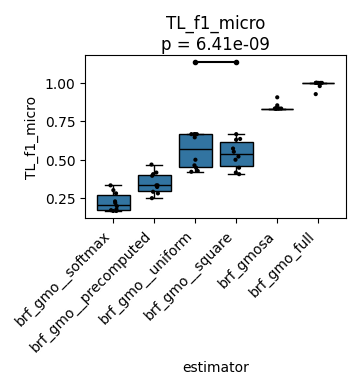 TL_f1_micro
p = 6.41e-09
TL_f1_micro
1.00
0.75
0.50
0.25
brf_gmo__softmax
brf_gmo__precomputed
brf_gmo__uniform
brf_gmo__square
brf_gmosa
brf_gmo_full
estimator